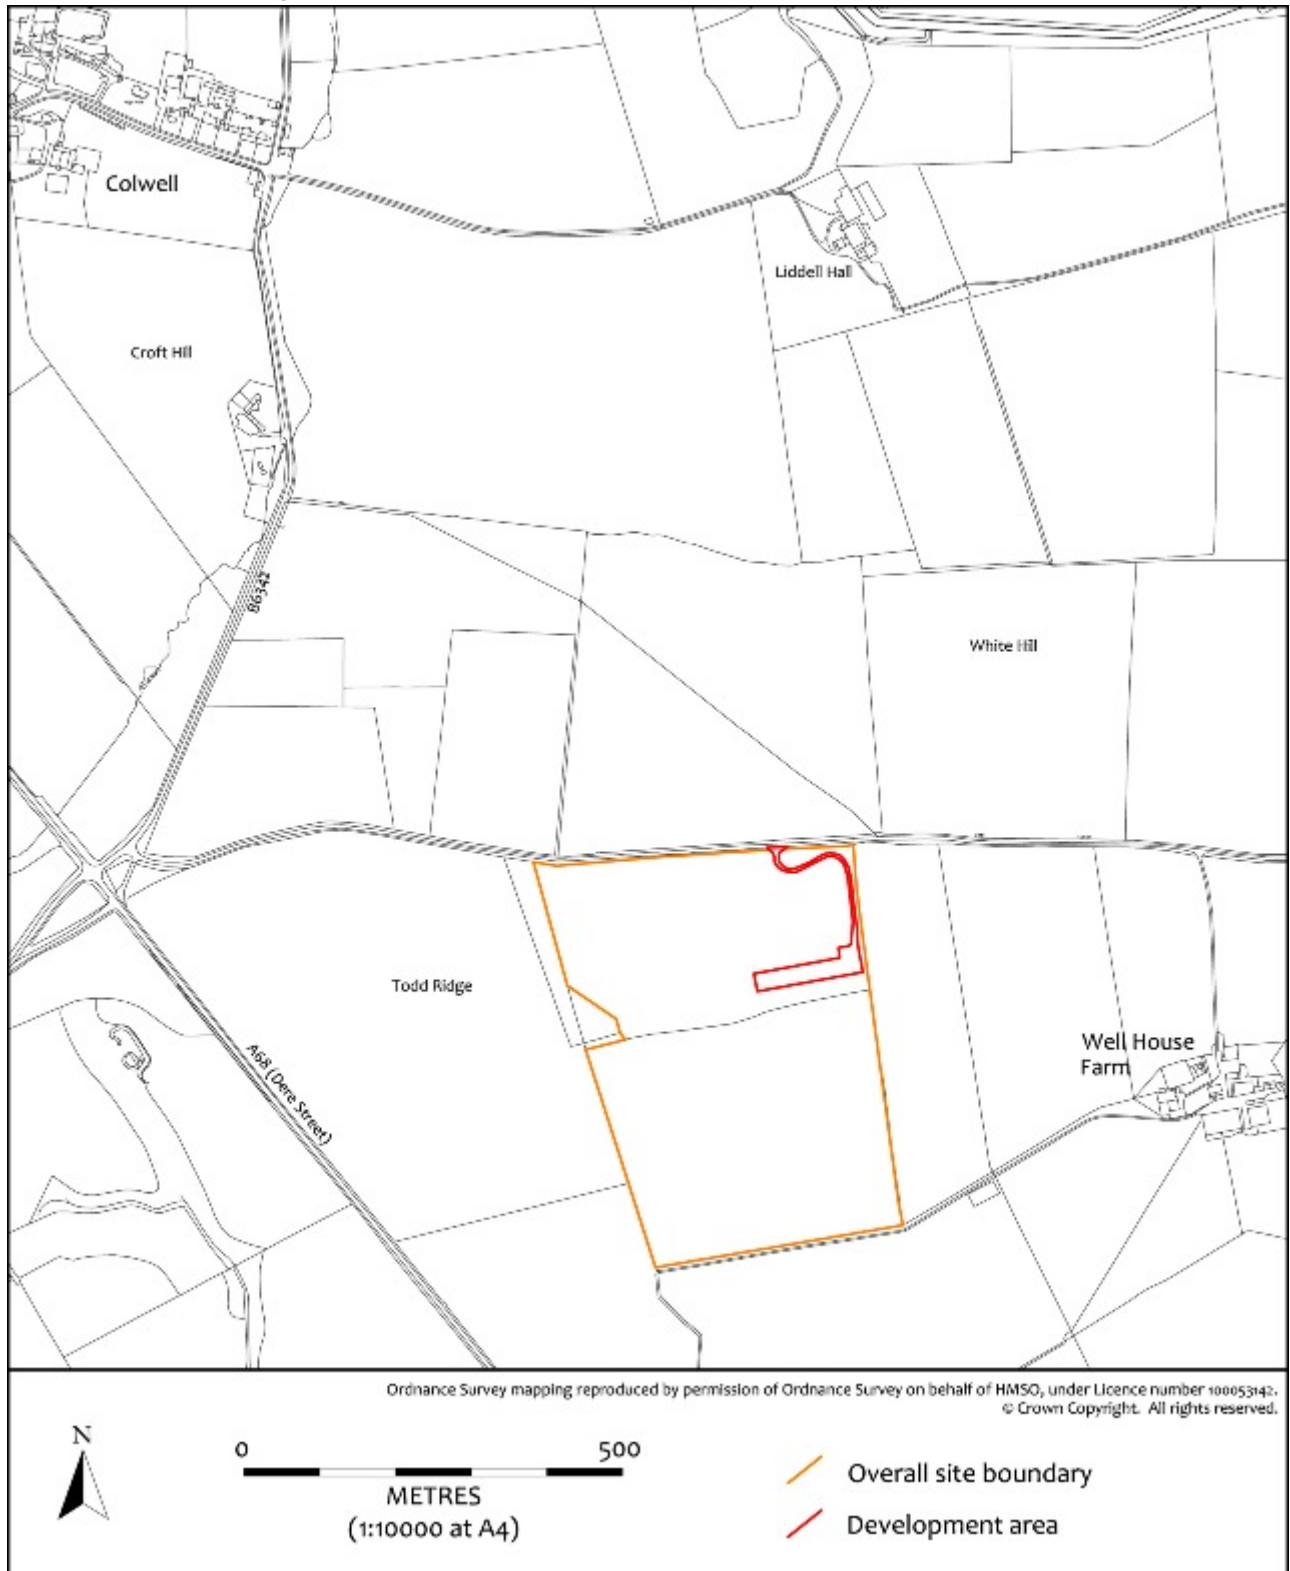 Colwell
Liddell Hall
Croft Hill
B6342
White Hill
Todd Ridge
A68 (Dere Street)
Well House
Farm
Ordnance Survey mapping reproduced by permission of Ordnance Survey on behalf of HMSO, under Licence number 100053142.
© Crown Copyright. All rights reserved.
N
0 500
METRES
(1:10000 at A4)
Overall site boundary
Development area